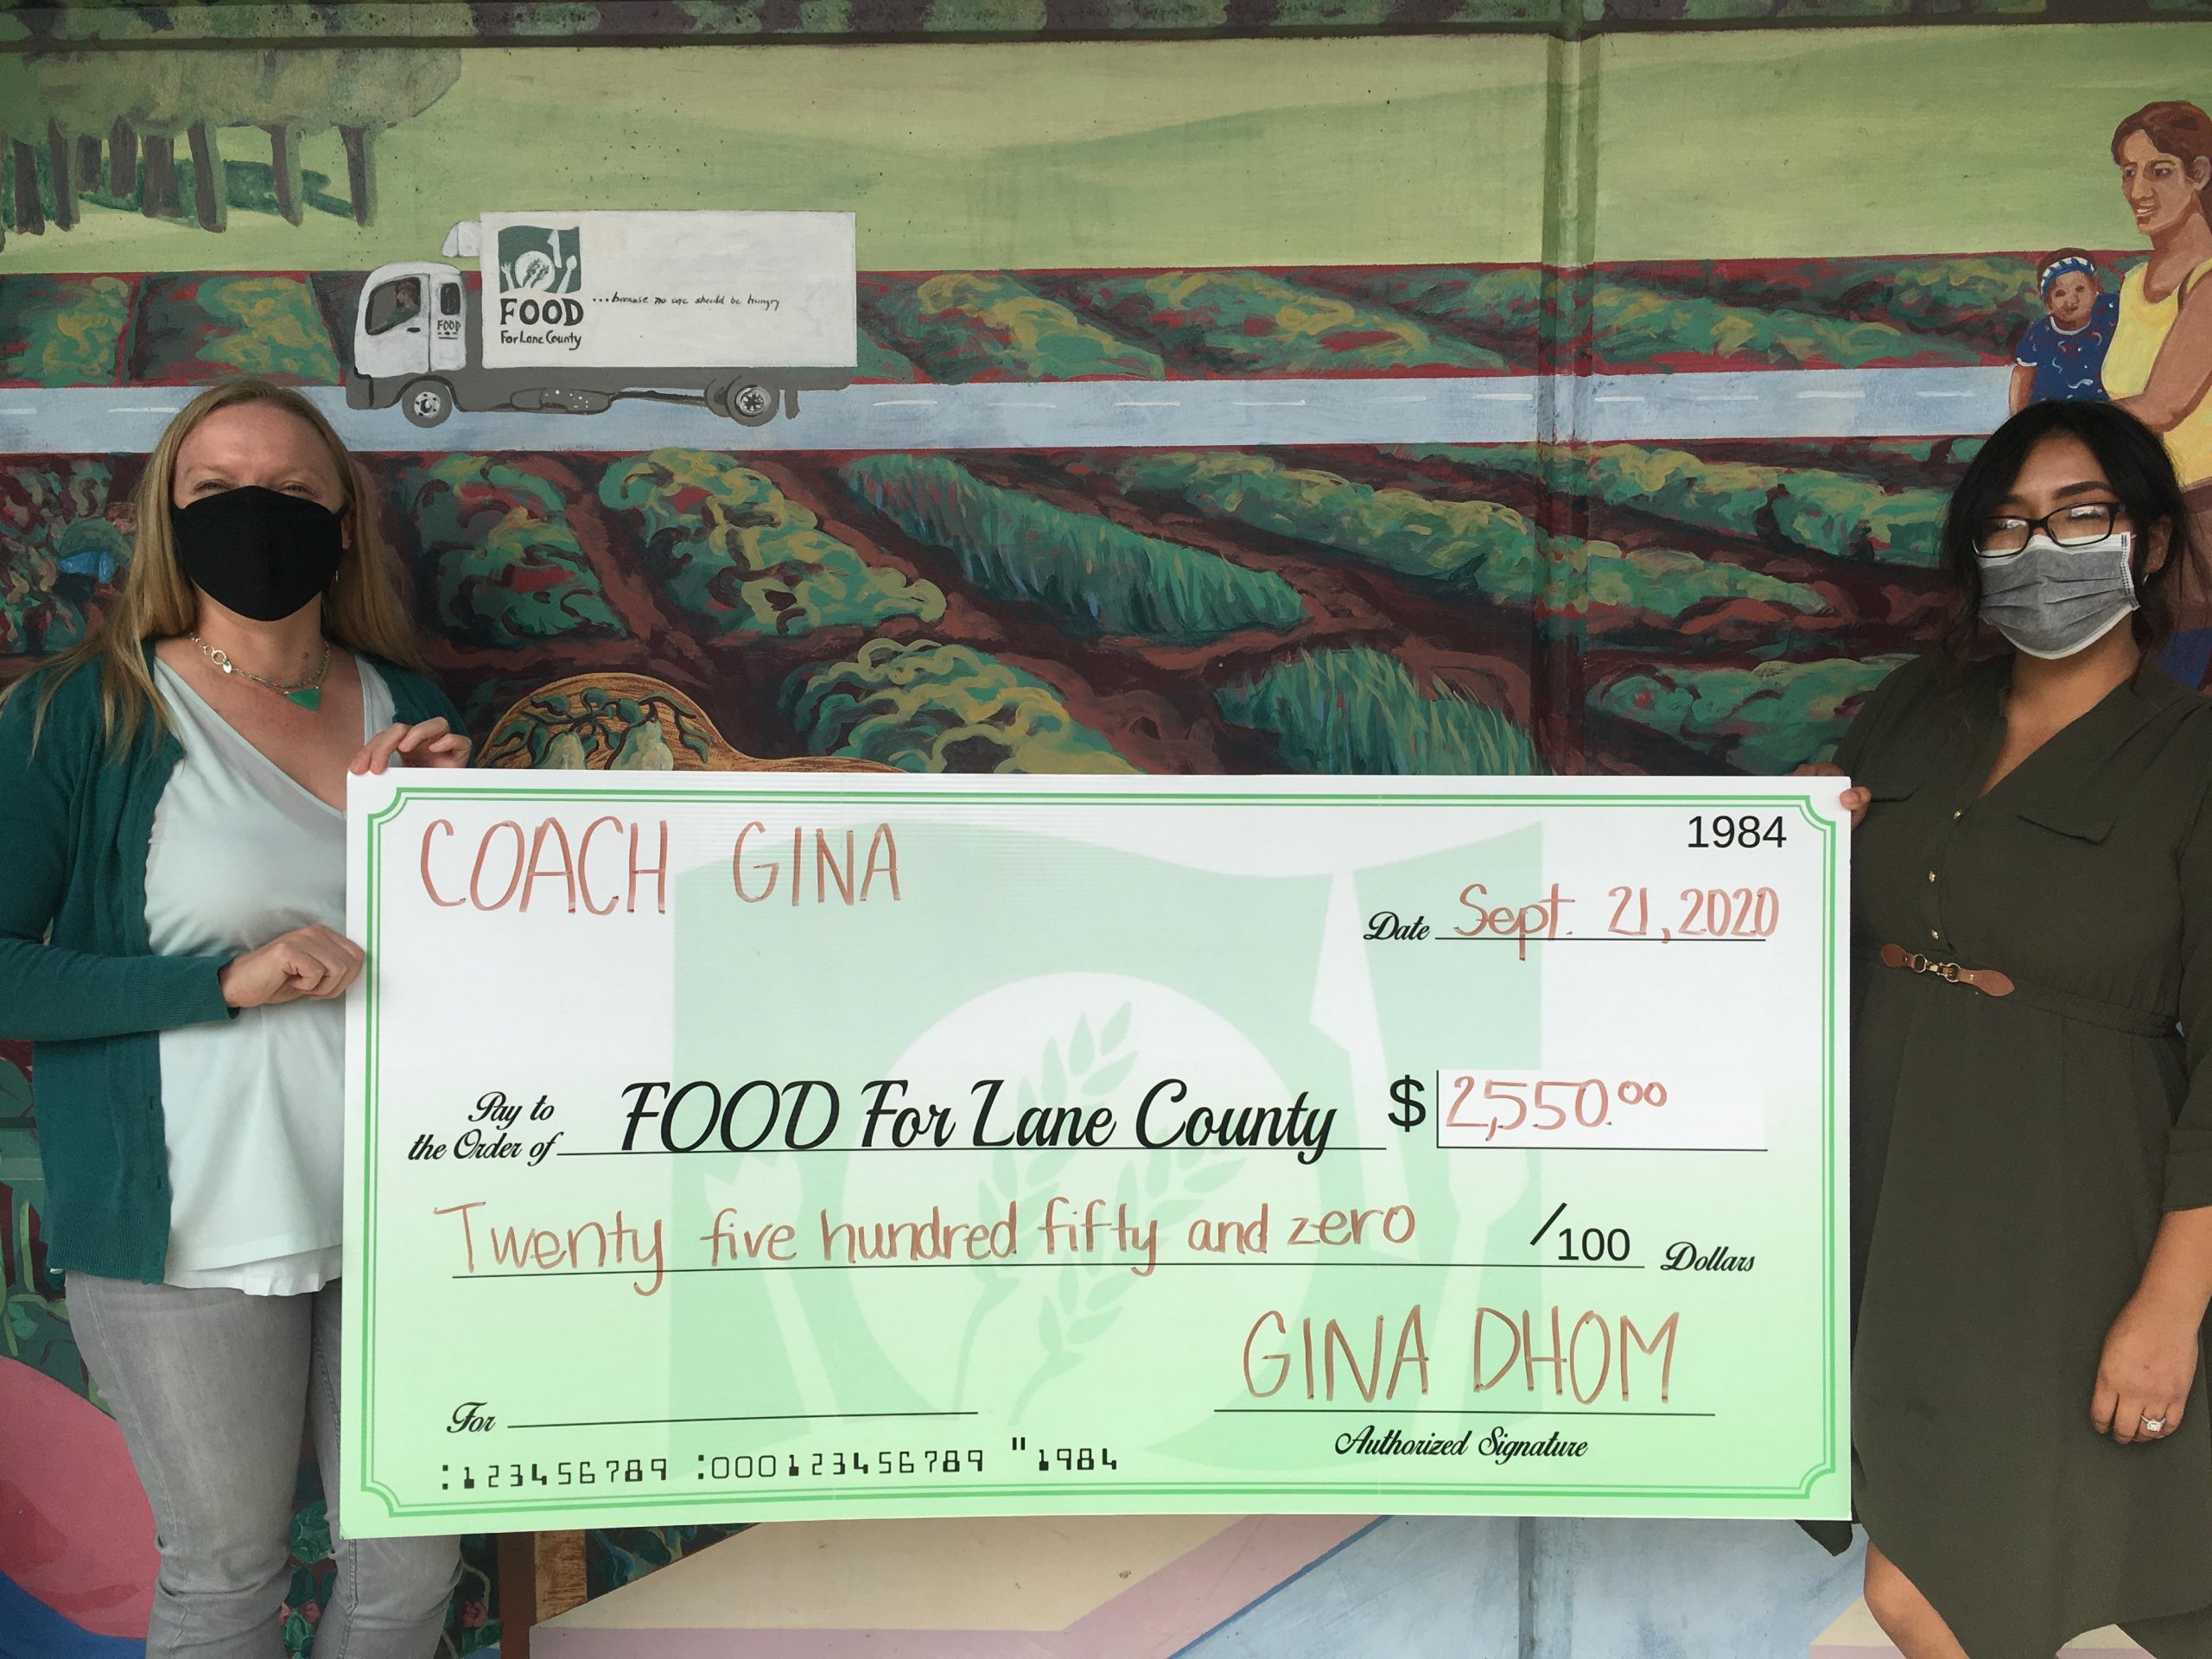 FOOD
For Lane County
...because no one should be hungry
FOOD
COACH GINA
1984
Date Sept. 21, 2020
Pay to
the Order of FOOD For Lane County $ 2,550.00
Twenty five hundred fifty and zero /100 Dollars
GINA DHOM
For
Authorized Signature
:123456789 :000123456789 "1984